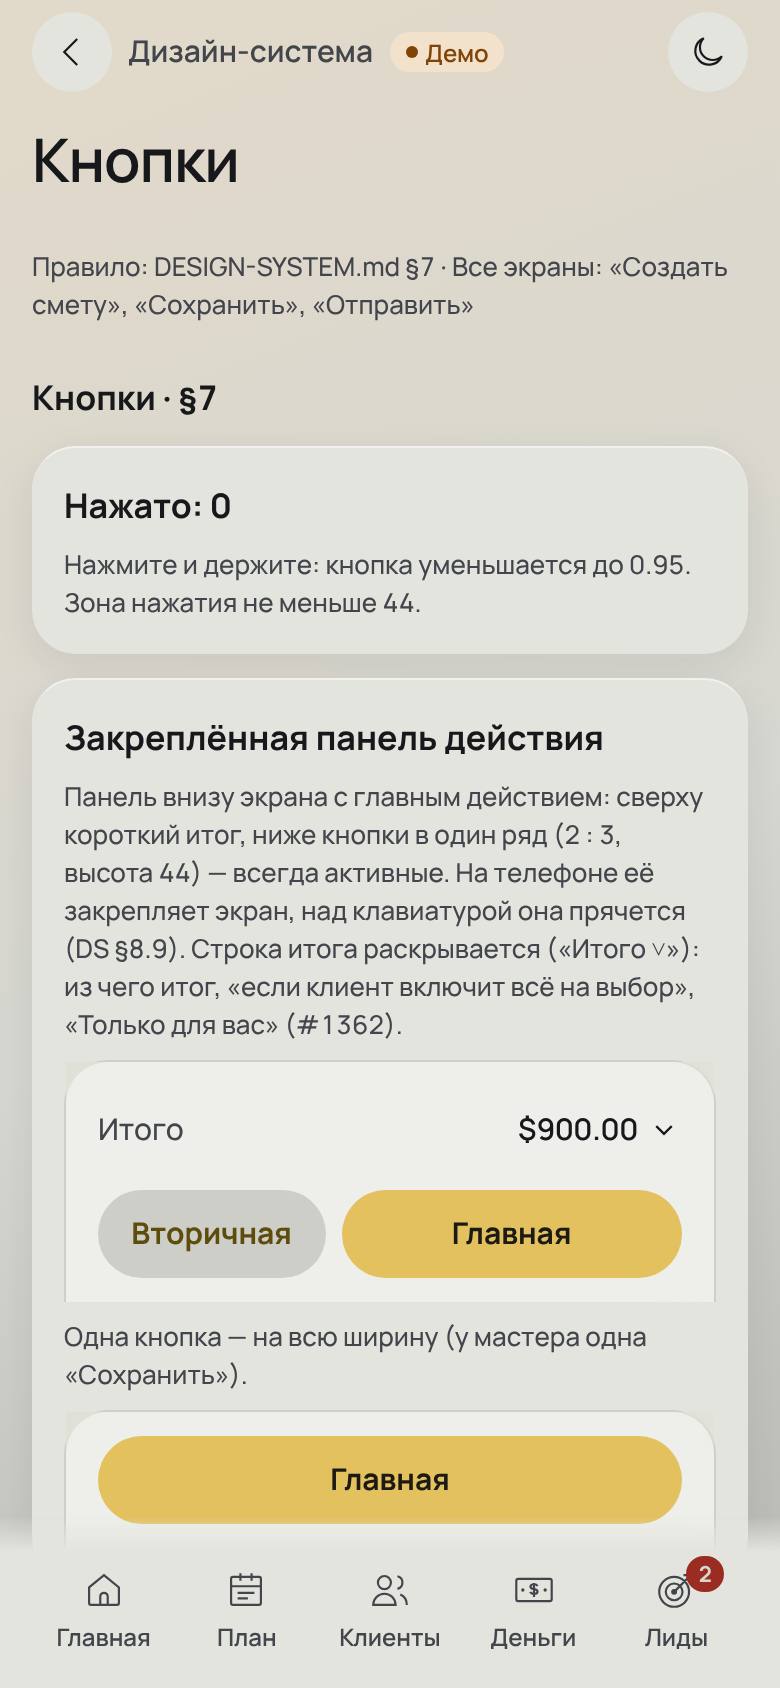 Дизайн-система
Демо
Кнопки
Правило: DESIGN-SYSTEM.md §7 · Все экраны: «Создать
смету», «Сохранить», «Отправить»
Кнопки · §7
Нажато: 0
Нажмите и держите: кнопка уменьшается до 0.95.
Зона нажатия не меньше 44.
Закреплённая панель действия
Панель внизу экрана с главным действием: сверху
короткий итог, ниже кнопки в один ряд (2 : 3,
высота 44) — всегда активные. На телефоне её
закрепляет экран, над клавиатурой она прячется
(DS §8.9). Строка итога раскрывается («Итого ˅»):
из чего итог, «если клиент включит всё на выбор»,
«Только для вас» (#1362).
Итого
$900.00
Вторичная
Главная
Одна кнопка — на всю ширину (у мастера одна
«Сохранить»).
Главная
2
Главная
План
Клиенты
Деньги
Лиды